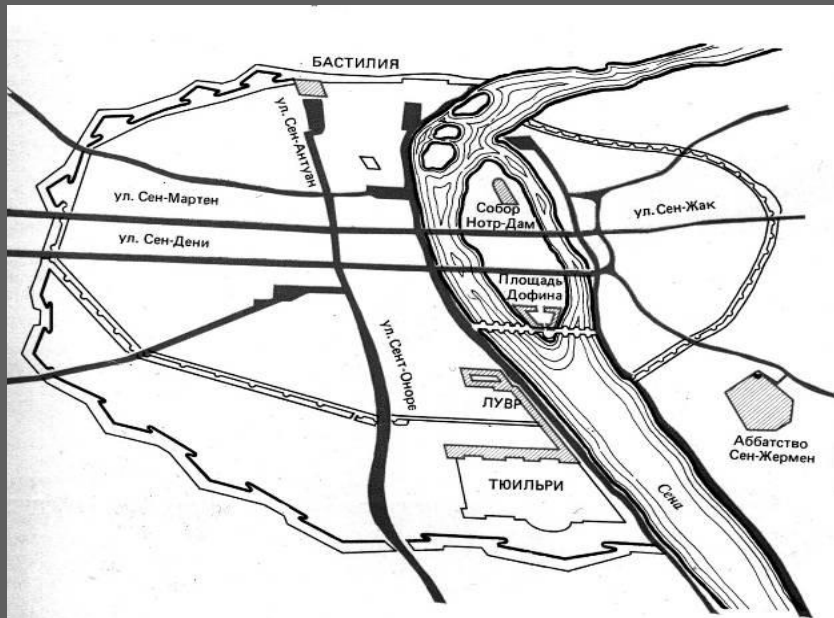 БАСТИЛИЯ
ул. Сен-Антуан
ул. Сен-Мартен
ул. Сен-Дени
Собор
Нотр-Дам
ул. Сен-Жак
Площадь
Дофина
ул. Сент-Оноре
ЛУВР
Аббатство
Сен-Жермен
ТЮИЛЬРИ
Сена